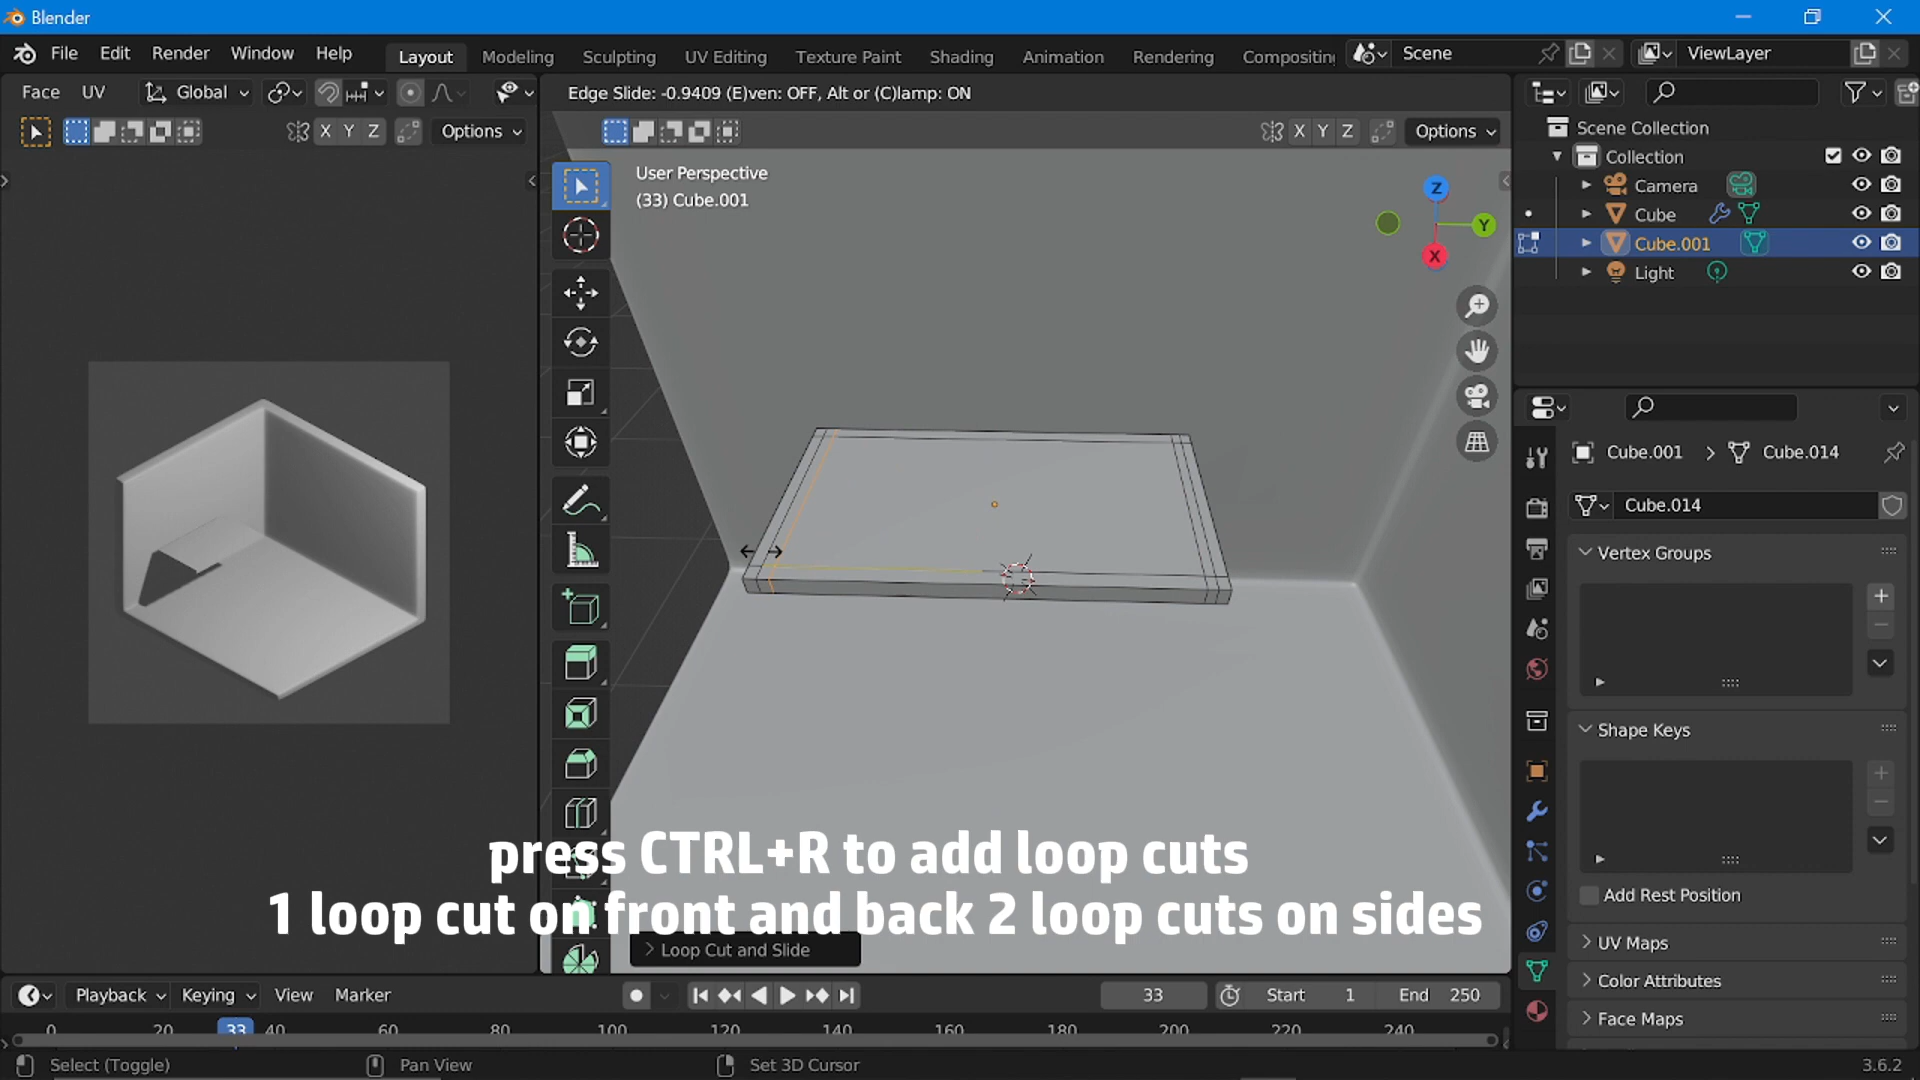 Blender
File Edit Render Window Help Layout Modeling Sculpting UV Editing Texture Paint Shading Animation Rendering Compositin Scene ViewLayer
Face UV Global Edge Slide: -0.9409 (E)ven: OFF, Alt or (C)lamp: ON
X Y Z Options X Y Z Options
User Perspective
(33) Cube.001
Z
Y
X
Scene Collection
Collection
Camera
Cube
Cube.001
Light
Cube.001 Cube.014
Cube.014
Vertex Groups
Shape Keys
Add Rest Position
UV Maps
Color Attributes
Face Maps
press CTRL+R to add loop cuts
1 loop cut on front and back 2 loop cuts on sides
Loop Cut and Slide
Playback Keying View Marker 33 Start 1 End 250
0 20 33 40 60 80 100 120 140 160 180 200 220 240
Select (Toggle) Pan View Set 3D Cursor 3.6.2